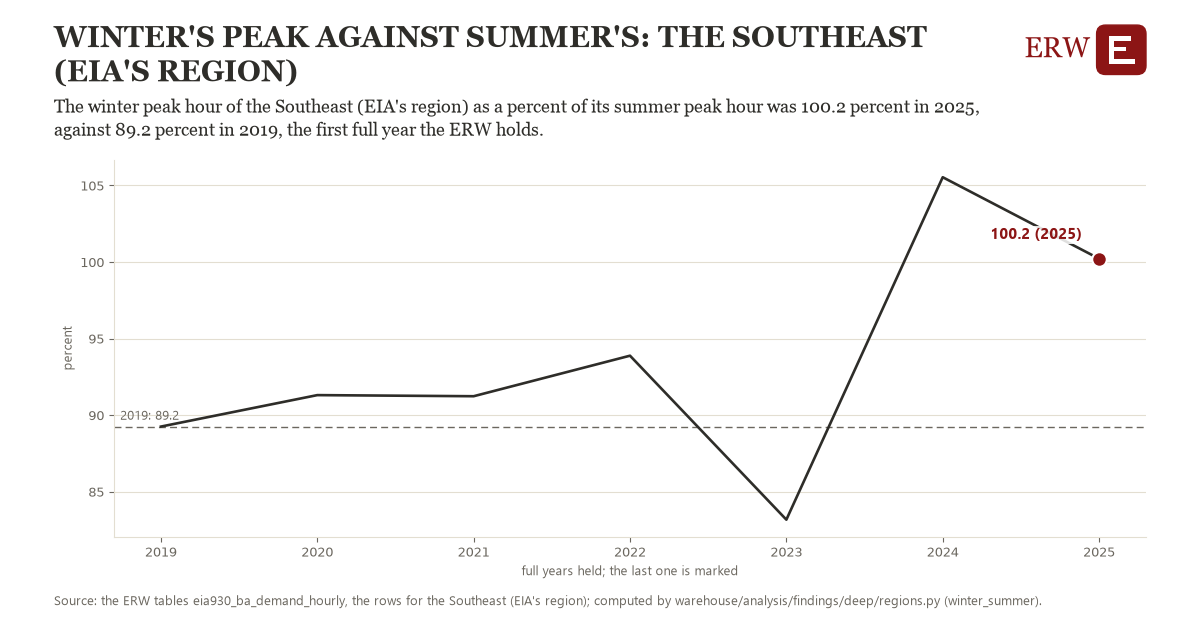 WINTER'S PEAK AGAINST SUMMER'S: THE SOUTHEAST
(EIA'S REGION)
ERW E
The winter peak hour of the Southeast (EIA's region) as a percent of its summer peak hour was 100.2 percent in 2025,
against 89.2 percent in 2019, the first full year the ERW holds.
105
100
95
90
85
percent
2019: 89.2
100.2 (2025)
2019 2020 2021 2022 2023 2024 2025
full years held; the last one is marked
Source: the ERW tables eia930_ba_demand_hourly, the rows for the Southeast (EIA's region); computed by warehouse/analysis/findings/deep/regions.py (winter_summer).